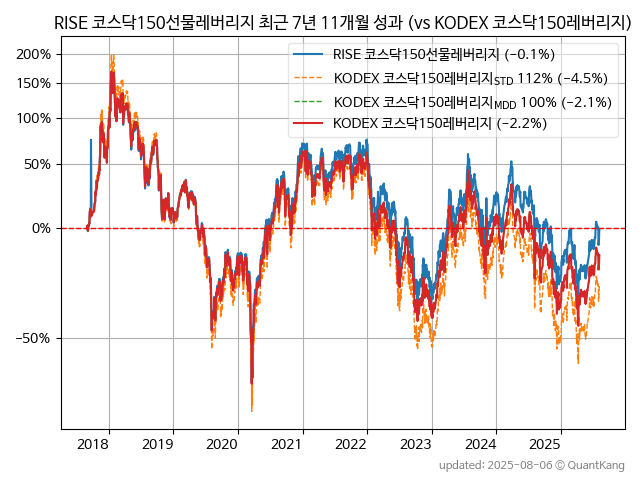 RISE 코스닥150선물레버리지 최근 7년 11개월 성과 (vs KODEX 코스닥150레버리지)
RISE 코스닥150선물레버리지 (−0.1%)
KODEX 코스닥150레버리지STD 112% (−4.5%)
KODEX 코스닥150레버리지MDD 100% (−2.1%)
KODEX 코스닥150레버리지 (−2.2%)
200%
150%
100%
50%
0%
−50%
2018 2019 2020 2021 2022 2023 2024 2025
updated: 2025-08-06 © QuantKang